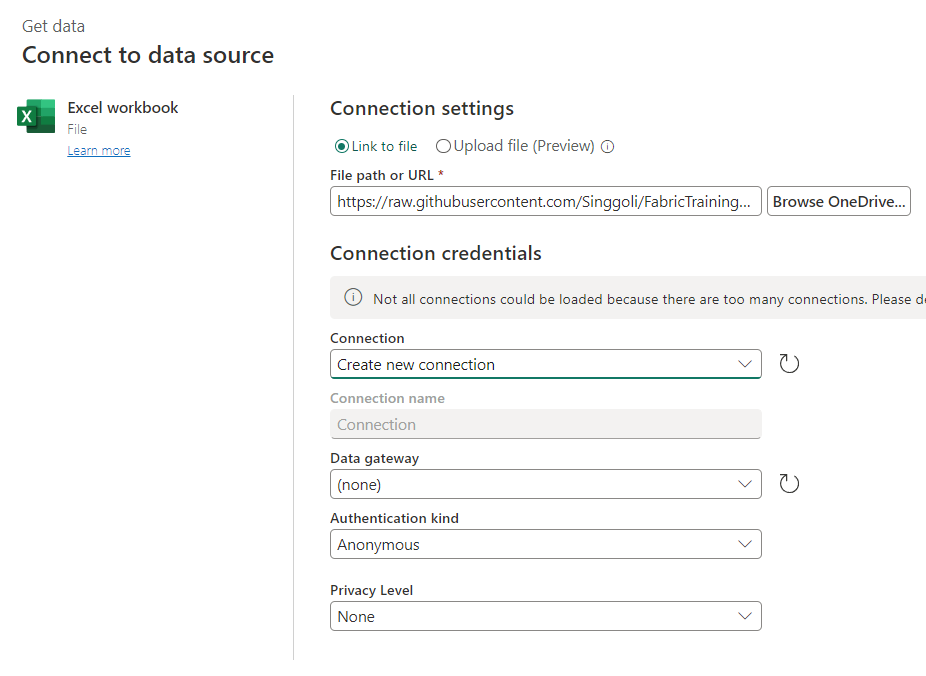 Get data
Connect to data source
Excel workbook
File
Learn more
Connection settings
Link to file Upload file (Preview)
File path or URL *
https://raw.githubusercontent.com/Singgoli/FabricTraining... Browse OneDrive...
Connection credentials
Not all connections could be loaded because there are too many connections. Please de
Connection
Create new connection
Connection name
Connection
Data gateway
(none)
Authentication kind
Anonymous
Privacy Level
None